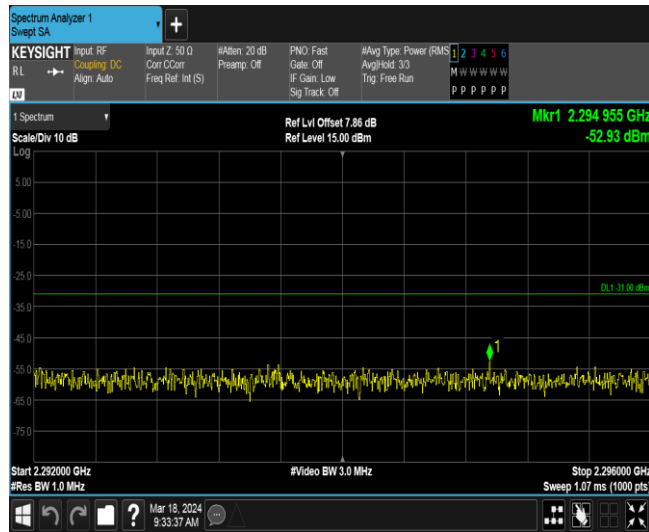 Spectrum Analyzer 1
Swept SA
KEYSIGHT
RL
LXI
Input: RF
Coupling: DC
Align: Auto
Input Z: 50 Ω
Corr CCorr
Freq Ref: Int (S)
#Atten: 20 dB
Preamp: Off
PNO: Fast
Gate: Off
IF Gain: Low
Sig Track: Off
#Avg Type: Power (RMS
Avg|Hold: 3/3
Trig: Free Run
1 2 3 4 5 6
M W W W W W
P P P P P P
1 Spectrum
Scale/Div 10 dB
Log
Ref Lvl Offset 7.86 dB
Ref Level 15.00 dBm
Mkr1 2.294 955 GHz
-52.93 dBm
5.00
-5.00
-15.0
-25.0
DL1 -31.00 dBm
-35.0
-45.0
1
-55.0
-65.0
-75.0
Start 2.292000 GHz
#Res BW 1.0 MHz
#Video BW 3.0 MHz
Stop 2.296000 GHz
Sweep 1.07 ms (1000 pts)
?
Mar 18, 2024
9:33:37 AM